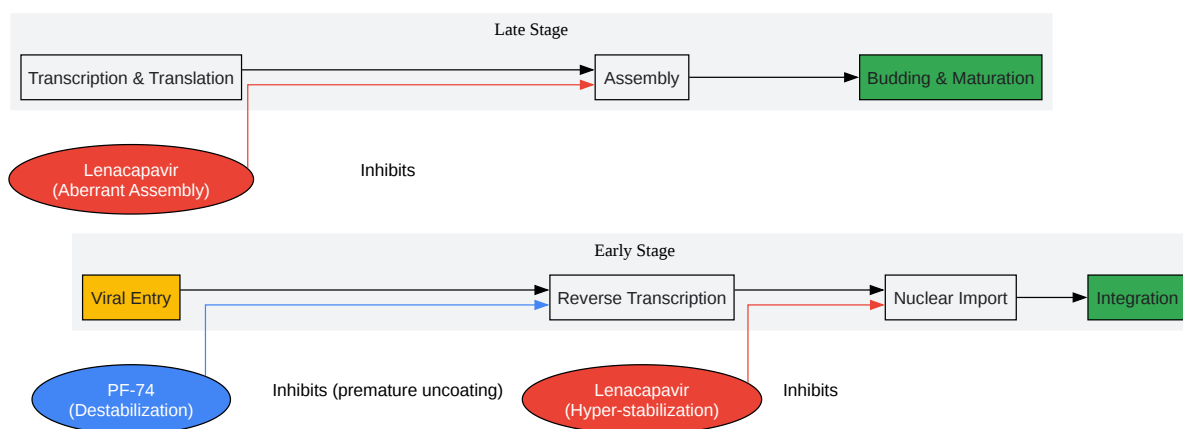 Late Stage
Transcription & Translation
Assembly
Budding & Maturation
Lenacapavir
(Aberrant Assembly)
Inhibits
Early Stage
Viral Entry
Reverse Transcription
Nuclear Import
Integration
PF-74
(Destabilization)
Inhibits (premature uncoating)
Lenacapavir
(Hyper-stabilization)
Inhibits